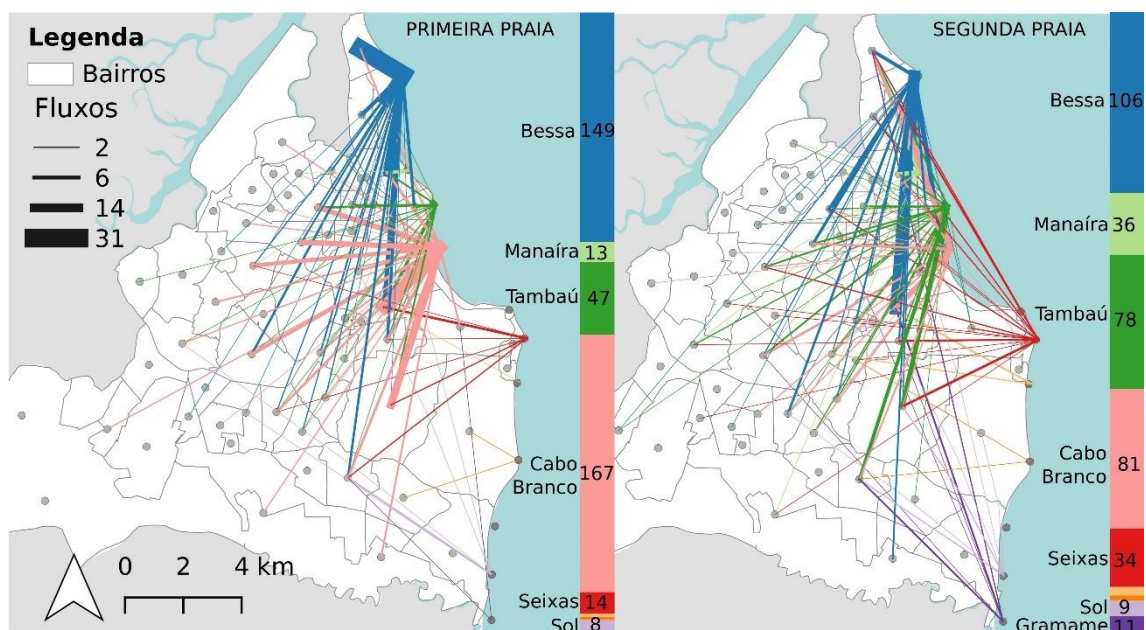 Legenda
Bairros
Fluxos
2
6
14
31
0 2 4 km
PRIMEIRA PRAIA
Bessa 149
Manaíra 13
Tambaú 47
Cabo
Branco 167
Seixas 14
Sol 8
SEGUNDA PRAIA
Bessa 106
Manaíra 36
Tambaú 78
Cabo
Branco 81
Seixas 34
Sol 9
Gramame 11